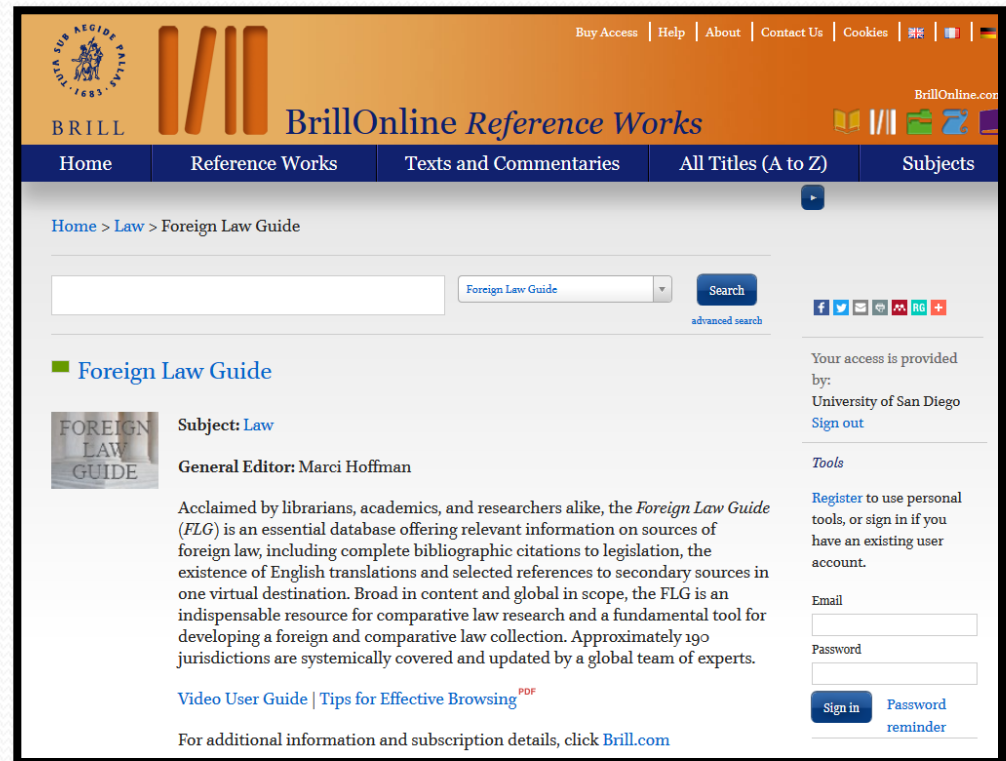 TUTA SUB AEGIDE PALLAS
·1683·
BRILL
Buy Access | Help | About | Contact Us | Cookies
BrillOnline.com
BrillOnline Reference Works
Home
Reference Works
Texts and Commentaries
All Titles (A to Z)
Subjects
Home > Law > Foreign Law Guide
Foreign Law Guide
Search
advanced search
RG
Foreign Law Guide
FOREIGN
LAW
GUIDE
Subject: Law
General Editor: Marci Hoffman
Acclaimed by librarians, academics, and researchers alike, the Foreign Law Guide
(FLG) is an essential database offering relevant information on sources of
foreign law, including complete bibliographic citations to legislation, the
existence of English translations and selected references to secondary sources in
one virtual destination. Broad in content and global in scope, the FLG is an
indispensable resource for comparative law research and a fundamental tool for
developing a foreign and comparative law collection. Approximately 190
jurisdictions are systemically covered and updated by a global team of experts.
Video User Guide | Tips for Effective Browsing PDF
For additional information and subscription details, click Brill.com
Your access is provided
by:
University of San Diego
Sign out
Tools
Register to use personal
tools, or sign in if you
have an existing user
account.
Email
Password
Sign in
Password
reminder